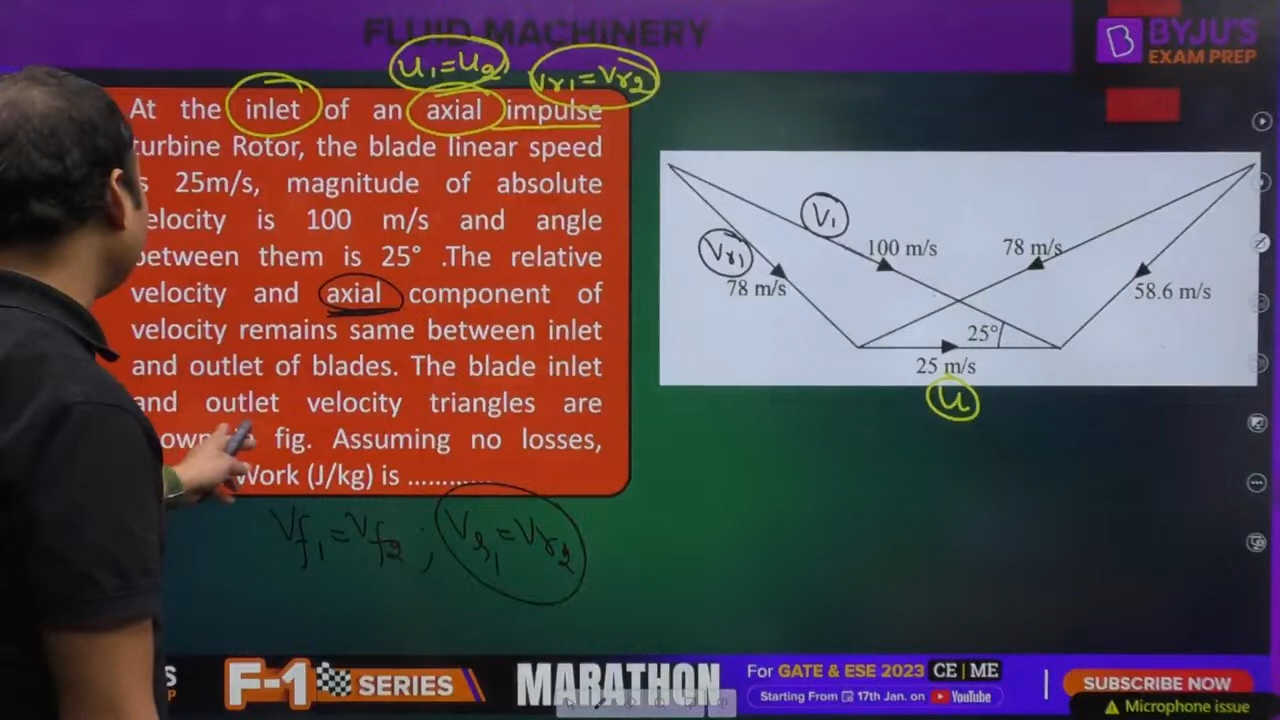 FLUID MACHINERY
BYJU'S
EXAM PREP
u1=u2
Vr1=Vr2
At the inlet of an axial impulse
turbine Rotor, the blade linear speed
25m/s, magnitude of absolute
velocity is 100 m/s and angle
between them is 25° .The relative
velocity and axial component of
velocity remains same between inlet
and outlet of blades. The blade inlet
and outlet velocity triangles are
fig. Assuming no losses,
Work (J/kg) is ............
V1
Vr1
100 m/s
78 m/s
78 m/s
58.6 m/s
25°
25 m/s
u
Vf1=Vf2 ; Vr1=Vr2
F-1 SERIES
MARATHON
For GATE & ESE 2023 CE | ME
Starting From 17th Jan. on YouTube
SUBSCRIBE NOW
Microphone issue